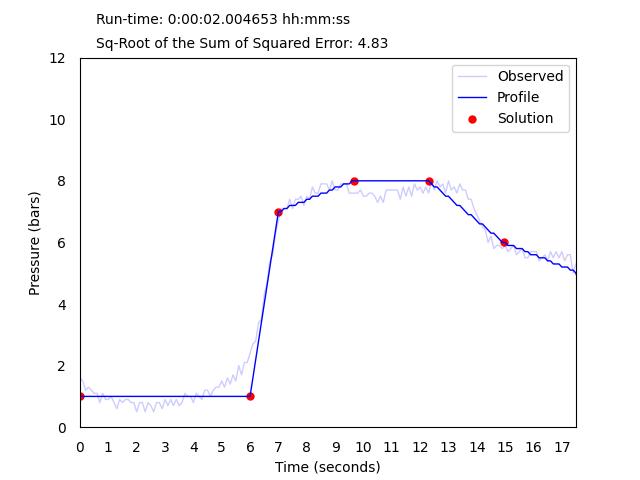 Run-time: 0:00:02.004653 hh:mm:ss
Sq-Root of the Sum of Squared Error: 4.83
Observed
Profile
Solution
Pressure (bars)
12
10
8
6
4
2
0
0 1 2 3 4 5 6 7 8 9 10 11 12 13 14 15 16 17
Time (seconds)